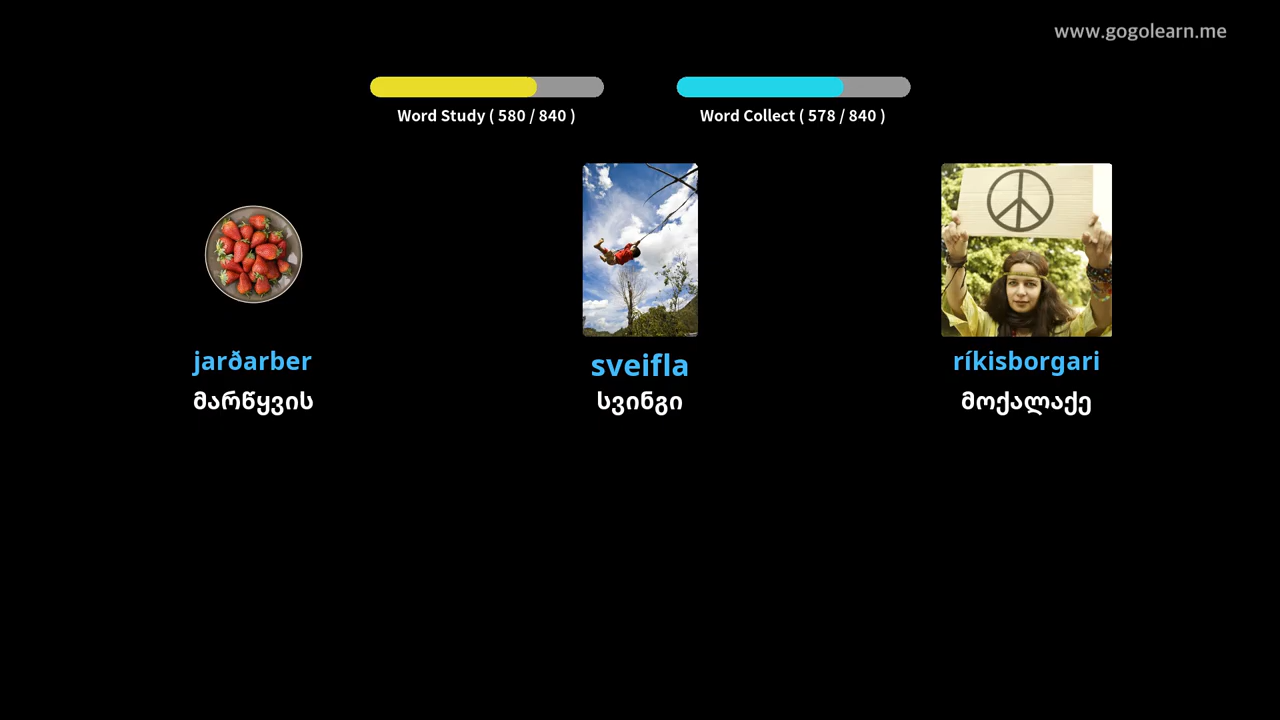 www.gogolearn.me
Word Study ( 580 / 840 )
Word Collect ( 578 / 840 )
jarðarber
sveifla
ríkisborgari
მარწყვის
სვინგი
მოქალაქე